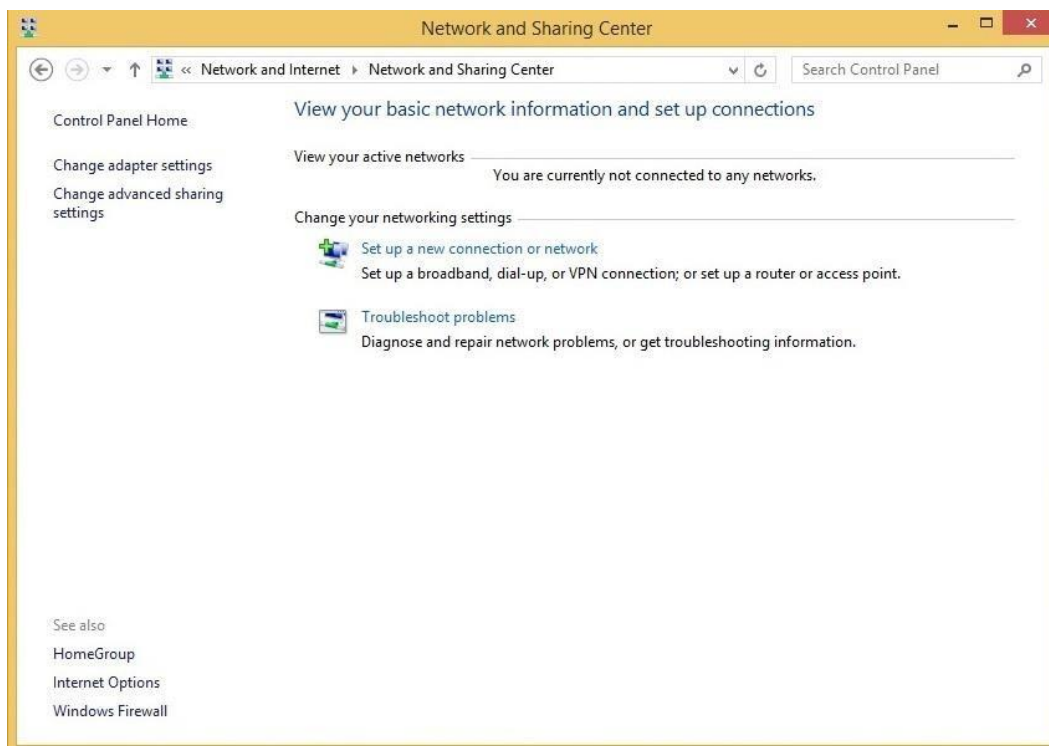 Network and Sharing Center
« Network and Internet ▸ Network and Sharing Center
Search Control Panel
Control Panel Home
Change adapter settings
Change advanced sharing
settings
View your basic network information and set up connections
View your active networks
You are currently not connected to any networks.
Change your networking settings
Set up a new connection or network
Set up a broadband, dial-up, or VPN connection; or set up a router or access point.
Troubleshoot problems
Diagnose and repair network problems, or get troubleshooting information.
See also
HomeGroup
Internet Options
Windows Firewall